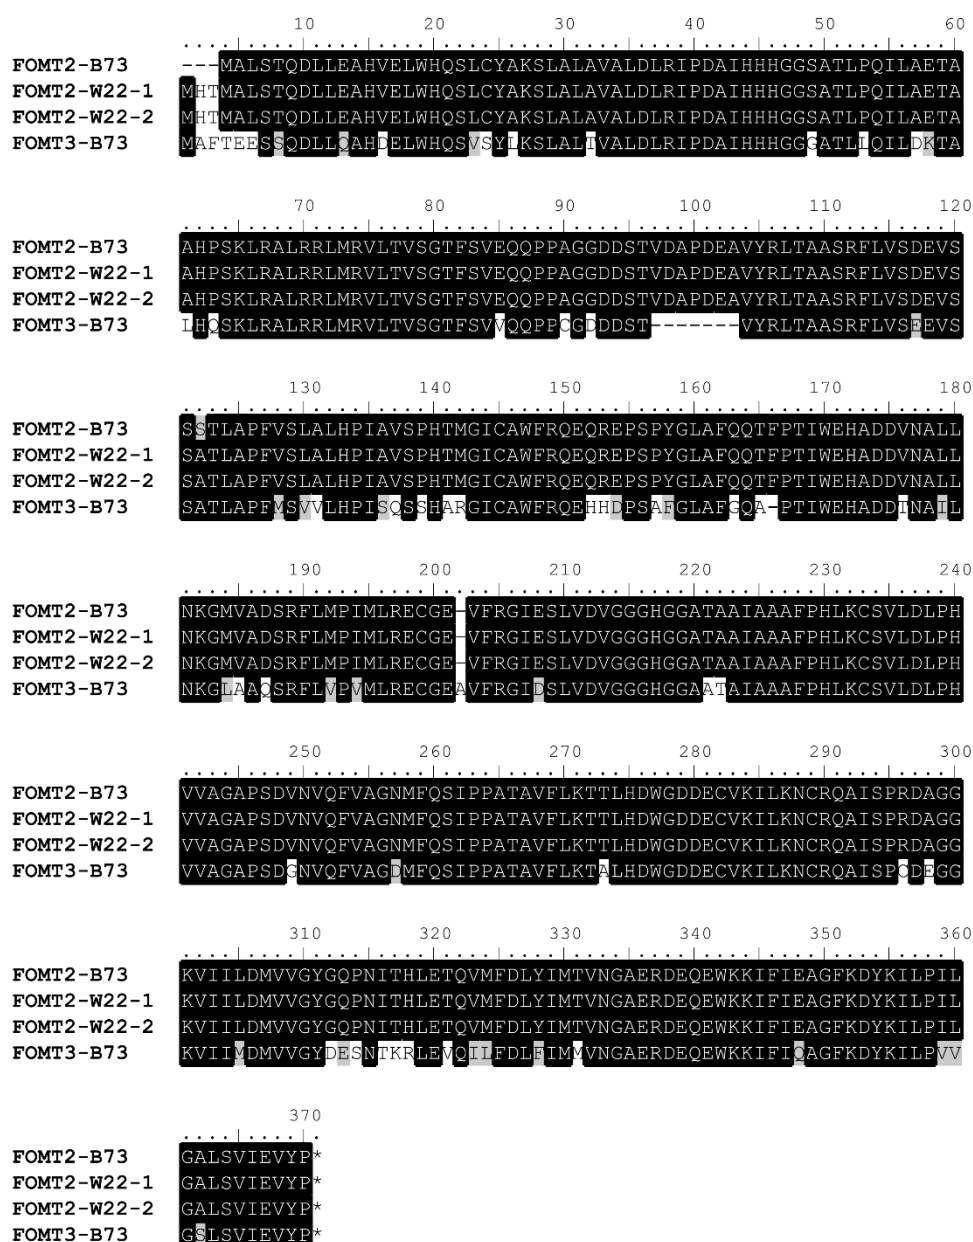 10 20 30 40 50 60
FOMT2-B73 ---MALSTQDLLEAHVELWHQSLCYAKSLALAVALDLRIPDAIHHHGGSATLPQILAETA
FOMT2-W22-1 MHTMALSTQDLLEAHVELWHQSLCYAKSLALAVALDLRIPDAIHHHGGSATLPQILAETA
FOMT2-W22-2 MHTMALSTQDLLEAHVELWHQSLCYAKSLALAVALDLRIPDAIHHHGGSATLPQILAETA
FOMT3-B73 MAFTEESSQDLLQAHDELWHQSVSYLKSLALTVALDLRIPDAIHHHGGGATLLQILDKTA
70 80 90 100 110 120
FOMT2-B73 AHPSKLRALRRLMRVLTVSGTFSVEQQPPAGGDDSTVDAPDEAVYRLTAASRFLVSDEVS
FOMT2-W22-1 AHPSKLRALRRLMRVLTVSGTFSVEQQPPAGGDDSTVDAPDEAVYRLTAASRFLVSDEVS
FOMT2-W22-2 AHPSKLRALRRLMRVLTVSGTFSVEQQPPAGGDDSTVDAPDEAVYRLTAASRFLVSDEVS
FOMT3-B73 LHQSKLRALRRLMRVLTVSGTFSVVQQPPCGDDDST-------VYRLTAASRFLVSEEVS
130 140 150 160 170 180
FOMT2-B73 SSTLAPFVSLALHPIAVSPHTMGICAWFRQEQREPSPYGLAFQQTFPTIWEHADDVNALL
FOMT2-W22-1 SATLAPFVSLALHPIAVSPHTMGICAWFRQEQREPSPYGLAFQQTFPTIWEHADDVNALL
FOMT2-W22-2 SATLAPFVSLALHPIAVSPHTMGICAWFRQEQREPSPYGLAFQQTFPTIWEHADDVNALL
FOMT3-B73 SATLAPFMSVVLHPISQSSHARGICAWFRQEHHDPSAFGLAFGQA-PTIWEHADDTNAIL
190 200 210 220 230 240
FOMT2-B73 NKGMVADSRFLMPIMLRECGE-VFRGIESLVDVGGGHGGATAAIAAAFPHLKCSVLDLPH
FOMT2-W22-1 NKGMVADSRFLMPIMLRECGE-VFRGIESLVDVGGGHGGATAAIAAAFPHLKCSVLDLPH
FOMT2-W22-2 NKGMVADSRFLMPIMLRECGE-VFRGIESLVDVGGGHGGATAAIAAAFPHLKCSVLDLPH
FOMT3-B73 NKGLAAQSRFLVPVMLRECGEAVFRGIDSLVDVGGGHGGAATAIAAAFPHLKCSVLDLPH
250 260 270 280 290 300
FOMT2-B73 VVAGAPSDVNVQFVAGNMFQSIPPATAVFLKTTLHDWGDDECVKILKNCRQAISPRDAGG
FOMT2-W22-1 VVAGAPSDVNVQFVAGNMFQSIPPATAVFLKTTLHDWGDDECVKILKNCRQAISPRDAGG
FOMT2-W22-2 VVAGAPSDVNVQFVAGNMFQSIPPATAVFLKTTLHDWGDDECVKILKNCRQAISPRDAGG
FOMT3-B73 VVAGAPSDGNVQFVAGDMFQSIPPATAVFLKTALHDWGDDECVKILKNCRQAISPCDEGG
310 320 330 340 350 360
FOMT2-B73 KVIILDMVVGYGQPNITHLETQVMFDLYIMTVNGAERDEQEWKKIFIEAGFKDYKILPIL
FOMT2-W22-1 KVIILDMVVGYGQPNITHLETQVMFDLYIMTVNGAERDEQEWKKIFIEAGFKDYKILPIL
FOMT2-W22-2 KVIILDMVVGYGQPNITHLETQVMFDLYIMTVNGAERDEQEWKKIFIEAGFKDYKILPIL
FOMT3-B73 KVIIMDMVVGYDESNTKRLEVQILFDLFIMMVNGAERDEQEWKKIFIQAGFKDYKILPVV
370
FOMT2-B73 GALSVIEVYP*
FOMT2-W22-1 GALSVIEVYP*
FOMT2-W22-2 GALSVIEVYP*
FOMT3-B73 GSLSVIEVYP*